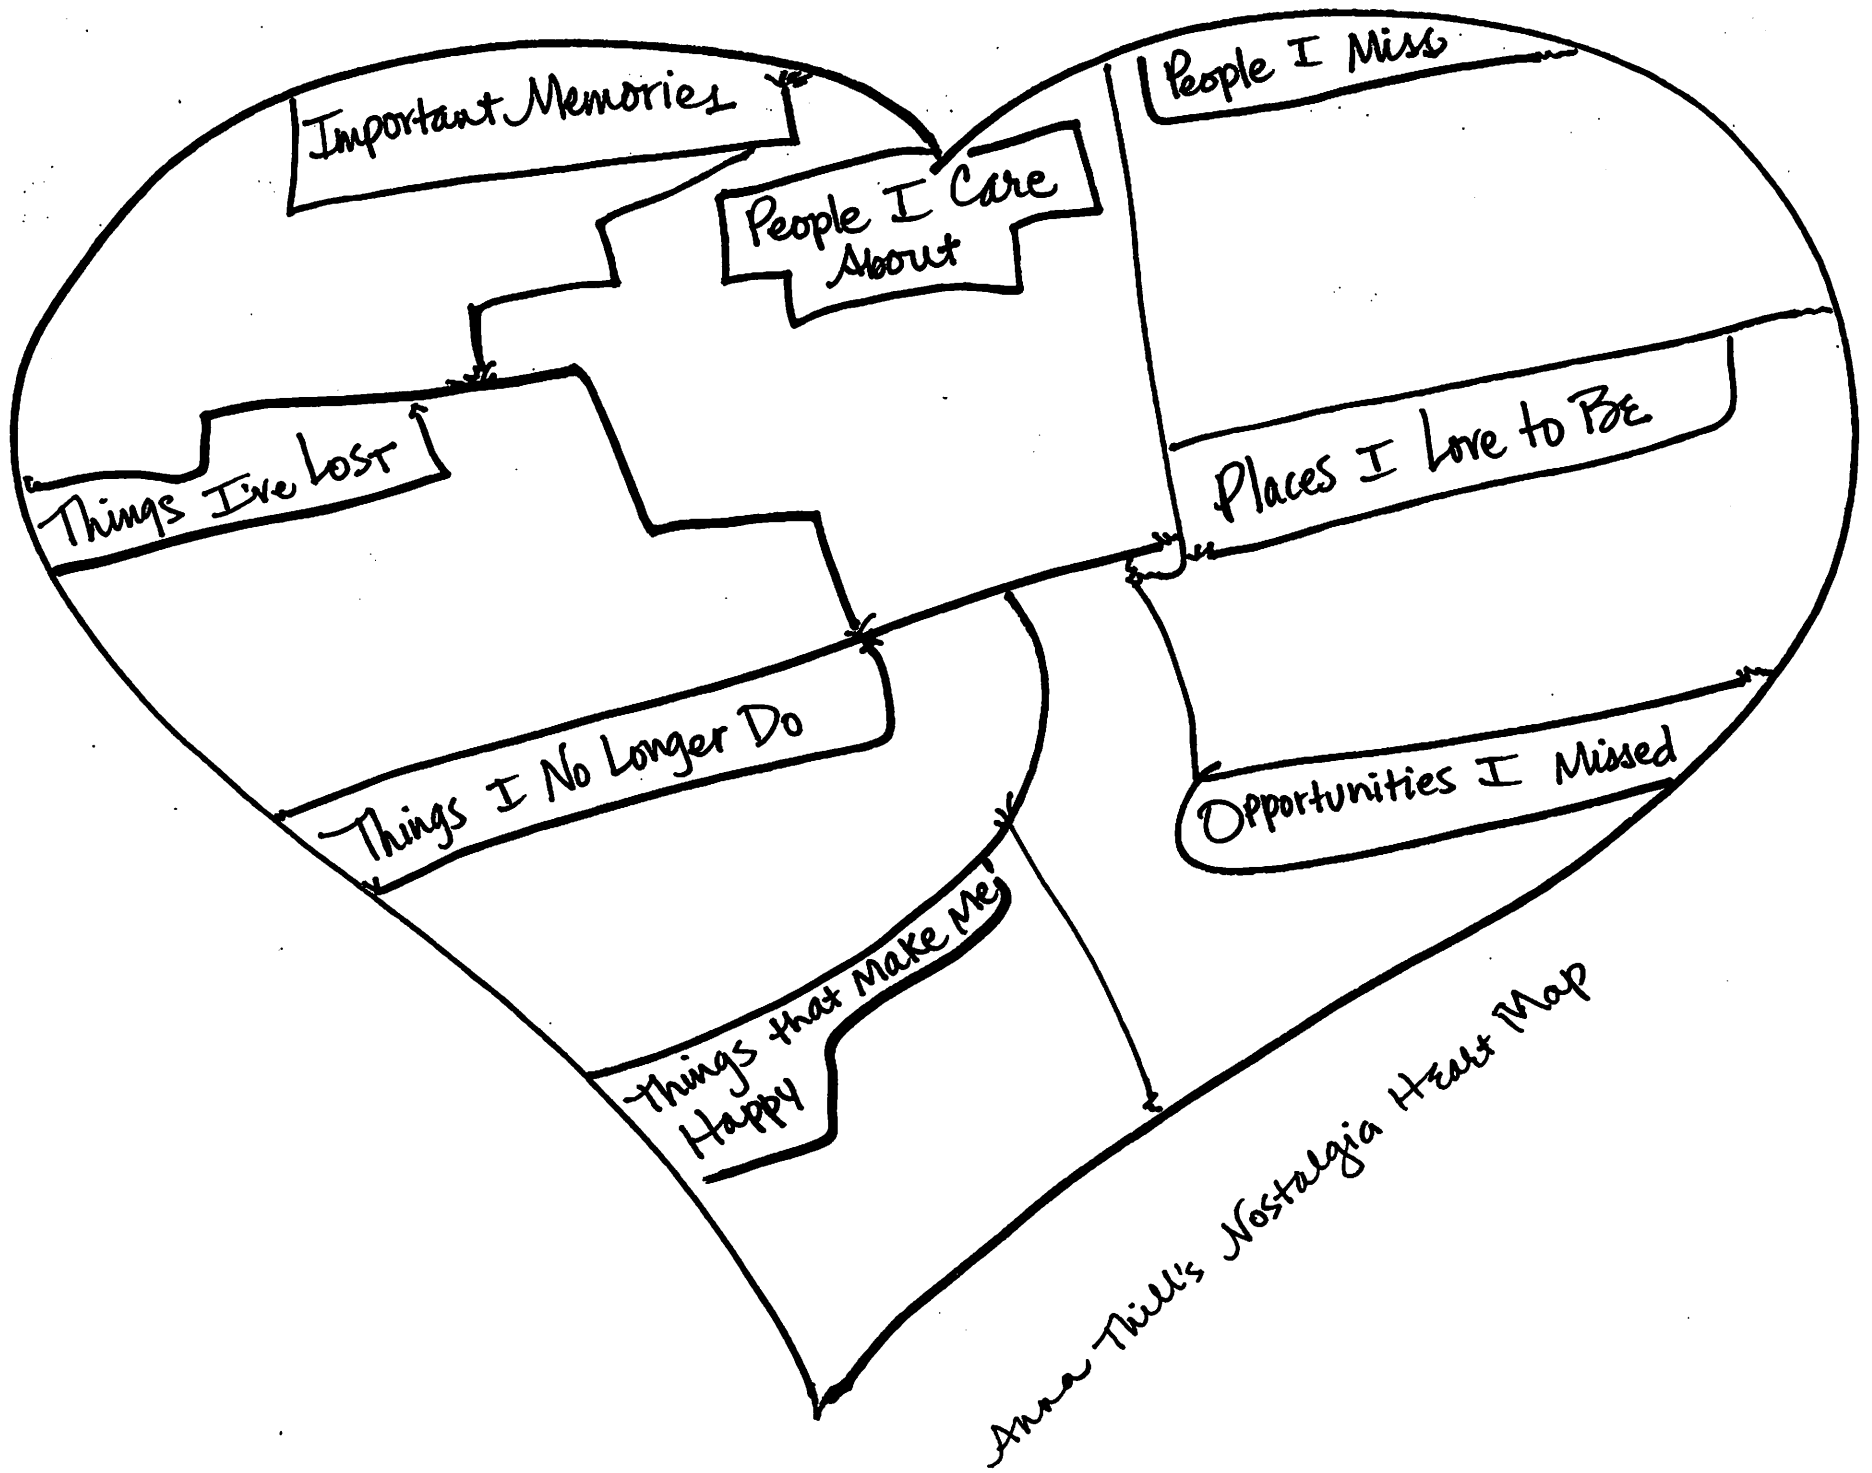 Important Memories
People I Miss
People I Care
About
Things I've Lost
Places I Love to Be
Things I No Longer Do
Opportunities I Missed
Things that Make Me
Happy
Anna Thill's Nostalgia Heart Map